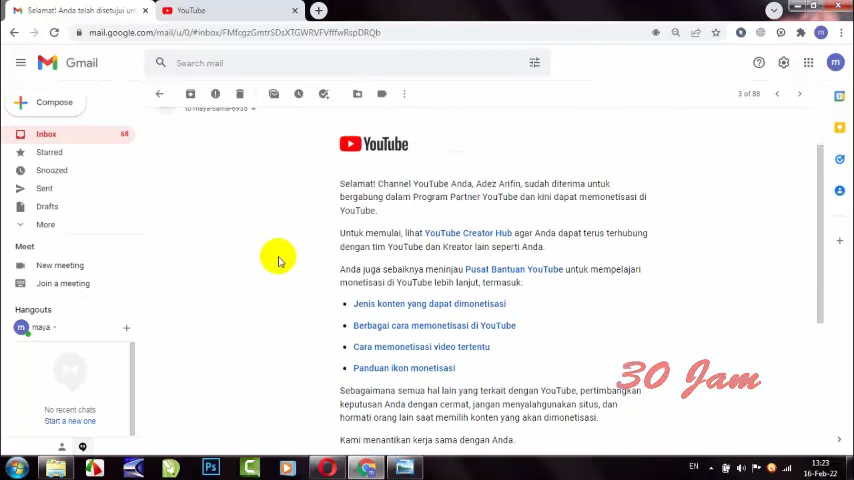 Selamat! Anda telah disetujui un
YouTube
mail.google.com/mail/u/0/#inbox/FMfcgzGmtrSDsXTGWRVFVfffwRspDRQb
Gmail
Search mail
Compose
3 of 88
to maya-sama-6958
Inbox 68
Starred
Snoozed
Sent
Drafts
More
Meet
New meeting
Join a meeting
Hangouts
maya
No recent chats
Start a new one
YouTube
Selamat! Channel YouTube Anda, Adez Arifin, sudah diterima untuk
bergabung dalam Program Partner YouTube dan kini dapat memonetisasi di
YouTube.
Untuk memulai, lihat YouTube Creator Hub agar Anda dapat terus terhubung
dengan tim YouTube dan Kreator lain seperti Anda.
Anda juga sebaiknya meninjau Pusat Bantuan YouTube untuk mempelajari
monetisasi di YouTube lebih lanjut, termasuk:
Jenis konten yang dapat dimonetisasi
Berbagai cara memonetisasi di YouTube
Cara memonetisasi video tertentu
Panduan ikon monetisasi
Sebagaimana semua hal lain yang terkait dengan YouTube, pertimbangkan
keputusan Anda dengan cermat, jangan menyalahgunakan situs, dan
hormati orang lain saat memilih konten yang akan dimonetisasi.
Kami menantikan kerja sama dengan Anda.
30 Jam
EN
13:23
16-Feb-22